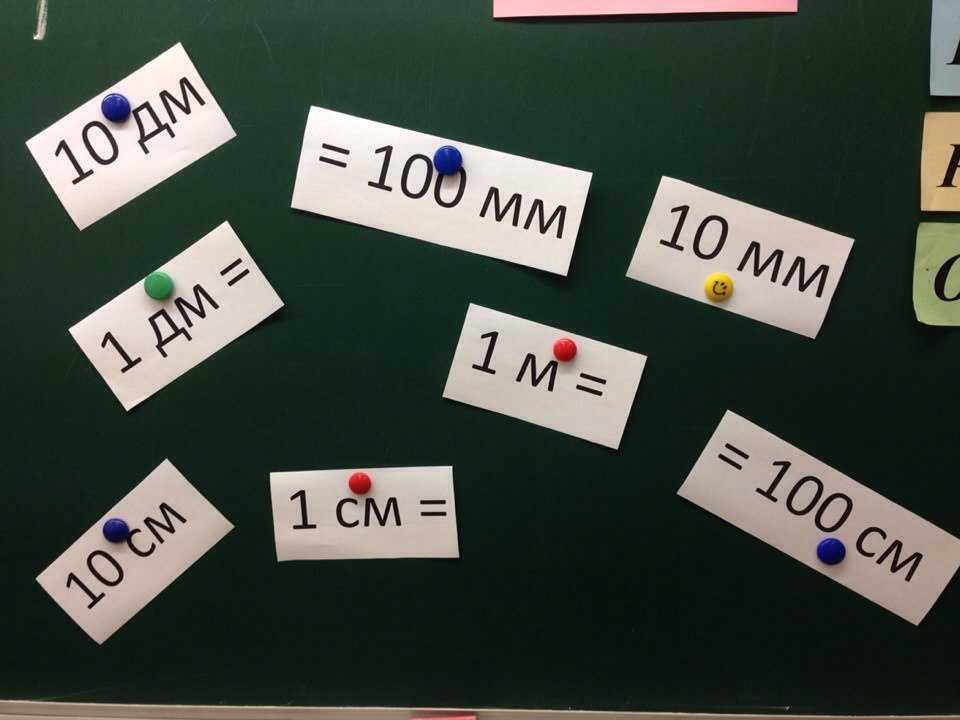 10 дм
= 100 мм
10 мм
1 дм =
1 м =
10 см
1 см =
= 100 см